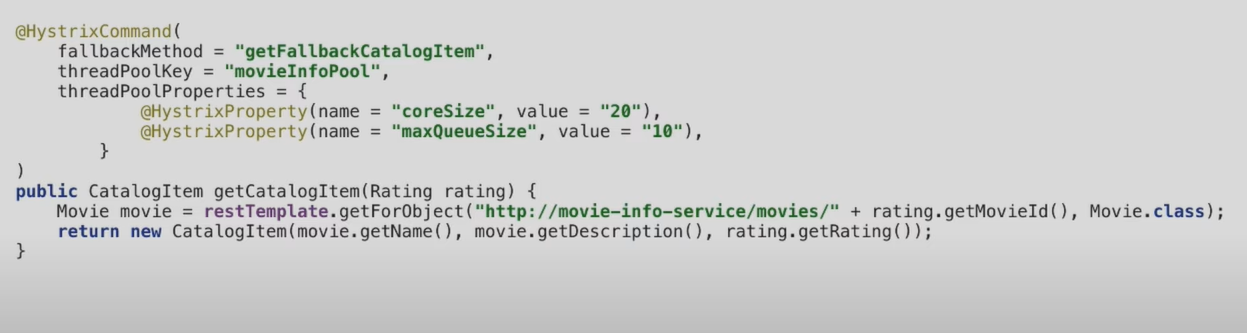 @HystrixCommand(
    fallbackMethod = "getFallbackCatalogItem",
    threadPoolKey = "movieInfoPool",
    threadPoolProperties = {
            @HystrixProperty(name = "coreSize", value = "20"),
            @HystrixProperty(name = "maxQueueSize", value = "10"),
        }
)
public CatalogItem getCatalogItem(Rating rating) {
    Movie movie = restTemplate.getForObject("http://movie-info-service/movies/" + rating.getMovieId(), Movie.class);
    return new CatalogItem(movie.getName(), movie.getDescription(), rating.getRating());
}